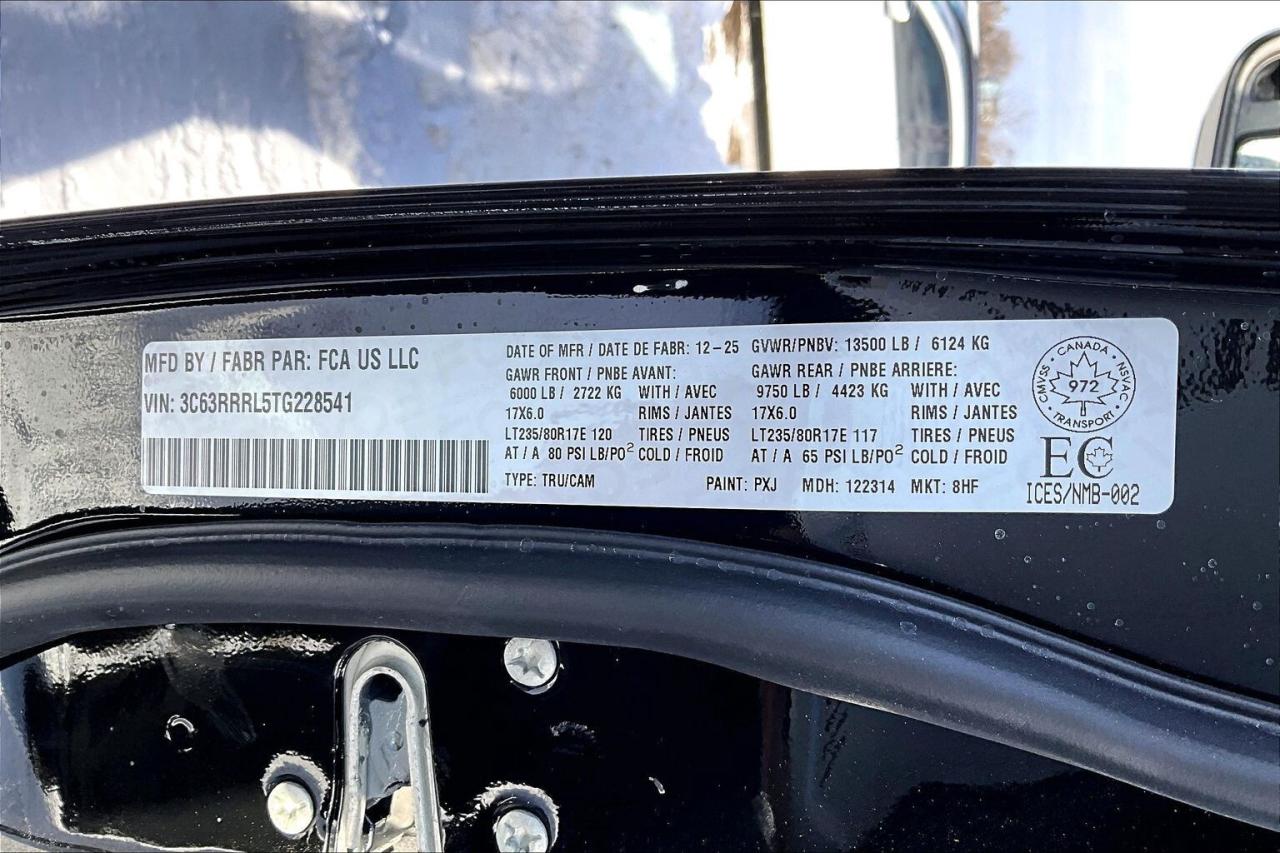 MFD BY / FABR PAR: FCA US LLC
VIN: 3C63RRRL5TG228541
DATE OF MFR / DATE DE FABR: 12-25 GVWR/PNBV: 13500 LB / 6124 KG
GAWR FRONT / PNBE AVANT: GAWR REAR / PNBE ARRIERE:
6000 LB / 2722 KG WITH / AVEC 9750 LB / 4423 KG WITH / AVEC
17X6.0 RIMS / JANTES 17X6.0 RIMS / JANTES
LT235/80R17E 120 TIRES / PNEUS LT235/80R17E 117 TIRES / PNEUS
AT / A 80 PSI LB/PO² COLD / FROID AT / A 65 PSI LB/PO² COLD / FROID
TYPE: TRU/CAM PAINT: PXJ MDH: 122314 MKT: 8HF
CANADA
CMVSS 972 NSVAC
TRANSPORT
EC
ICES/NMB-002